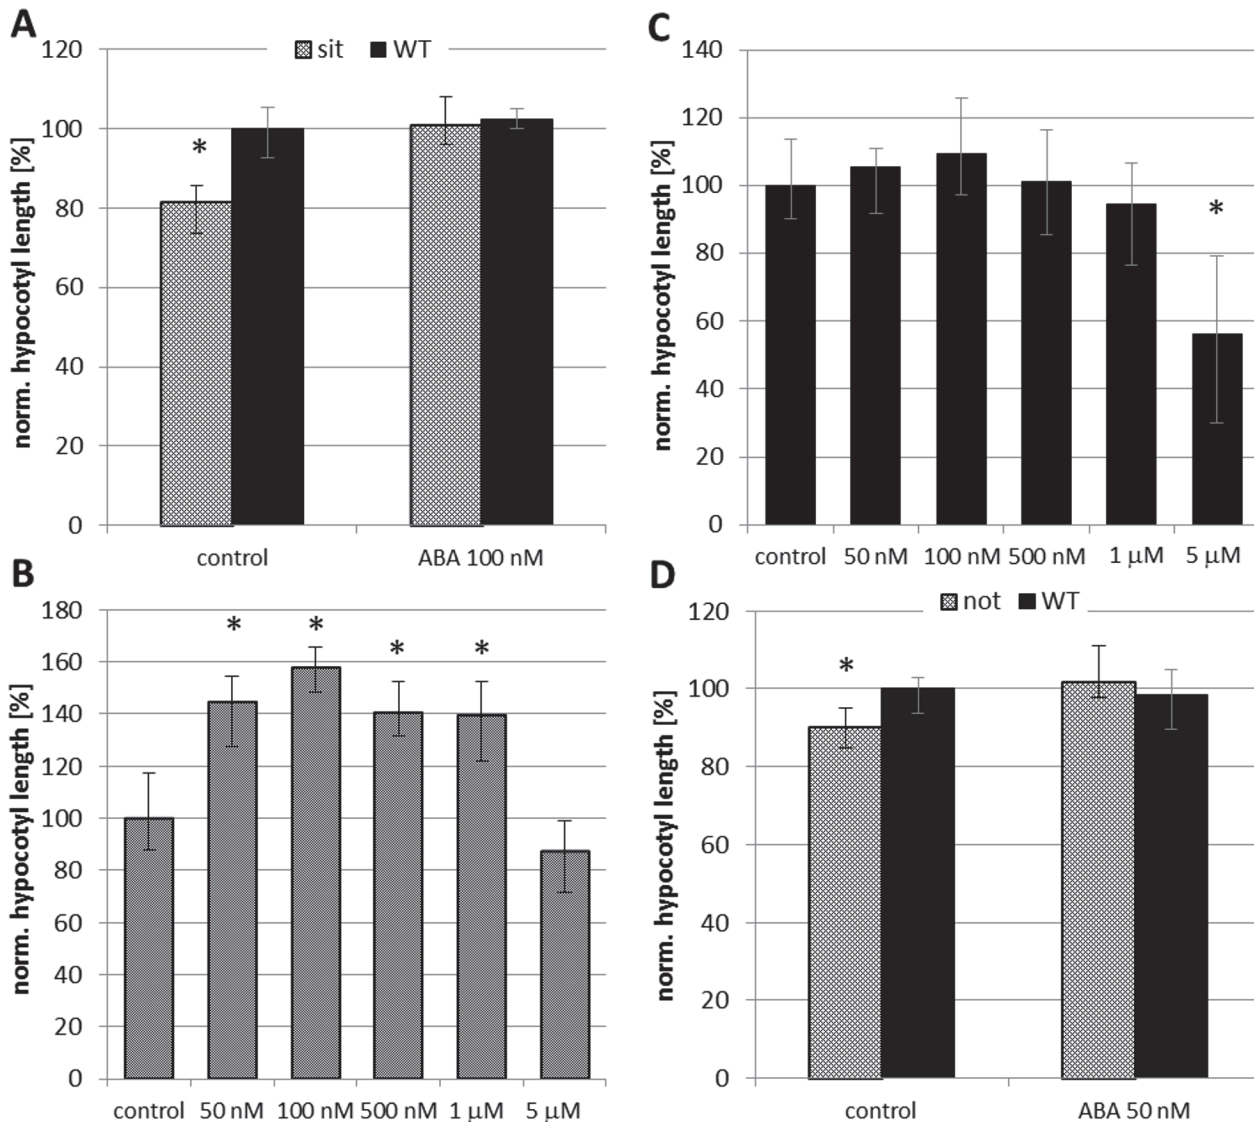 A
norm. hypocotyl length [%]
120
100
80
60
40
20
0
sit WT
*
control ABA 100 nM
B
norm. hypocotyl length [%]
180
160
140
120
100
80
60
40
20
0
* * * *
control 50 nM 100 nM 500 nM 1 μM 5 μM
C
norm. hypocotyl length [%]
140
120
100
80
60
40
20
0
*
control 50 nM 100 nM 500 nM 1 μM 5 μM
D
norm. hypocotyl length [%]
120
100
80
60
40
20
0
not WT
*
control ABA 50 nM